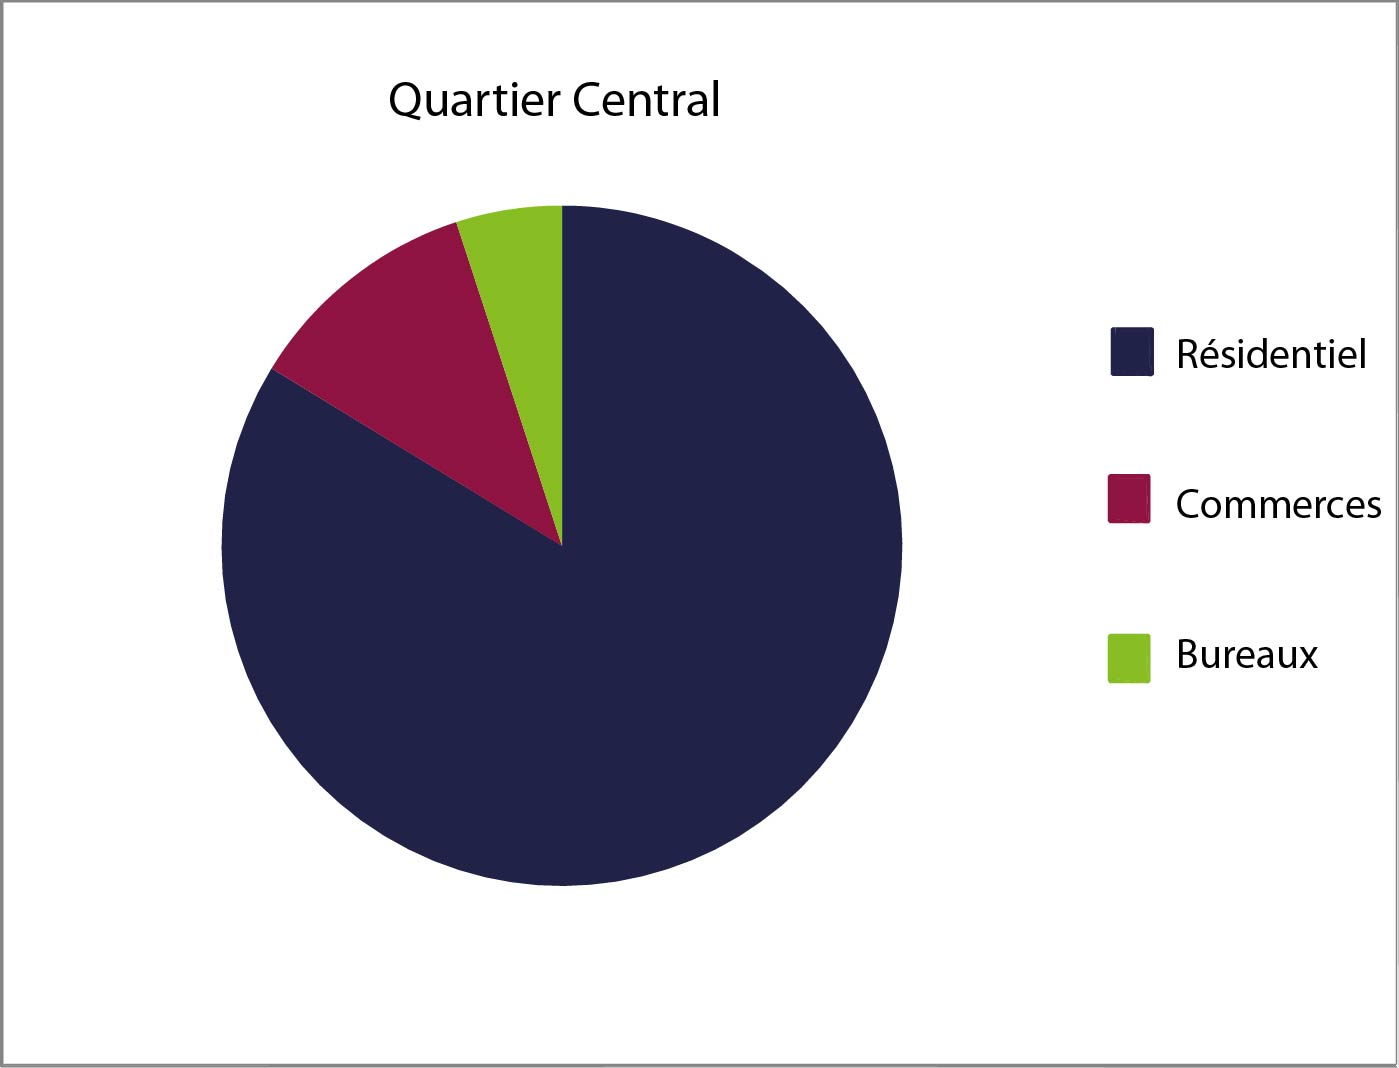 Quartier Central
Résidentiel
Commerces
Bureaux